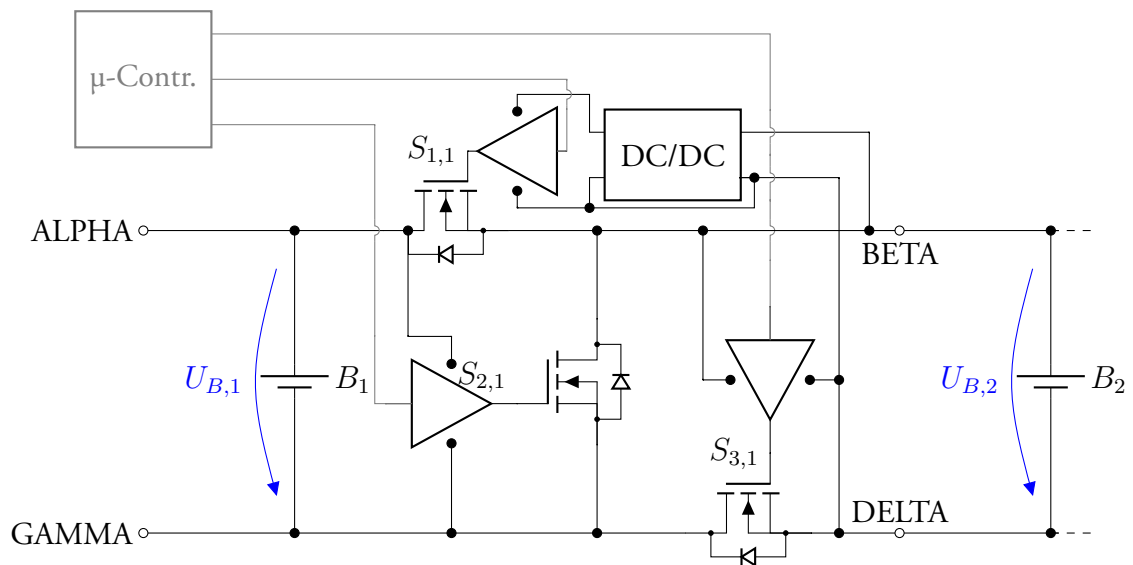 μ-Contr.
S1,1
DC/DC
ALPHA
BETA
UB,1
B1
S2,1
UB,2
B2
S3,1
GAMMA
DELTA